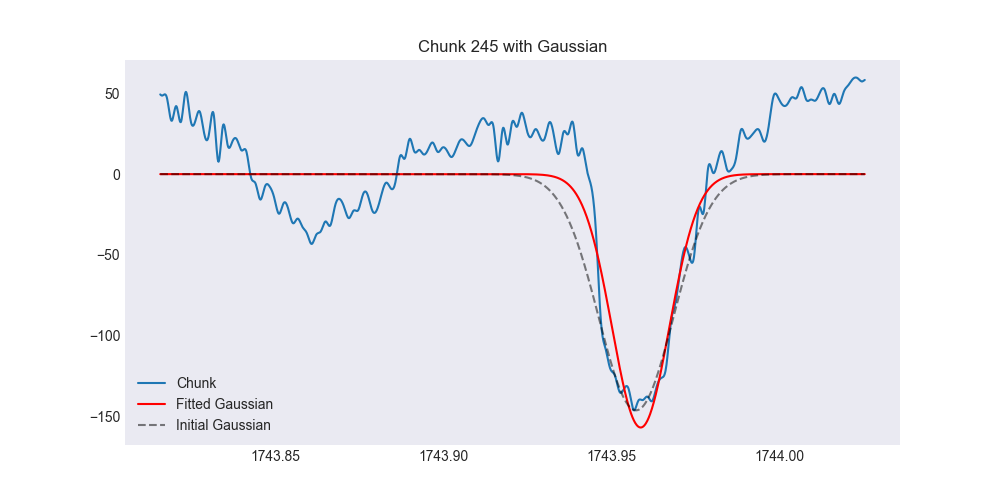 Chunk 245 with Gaussian
50
0
−50
−100
−150
Chunk
Fitted Gaussian
Initial Gaussian
1743.85 1743.90 1743.95 1744.00